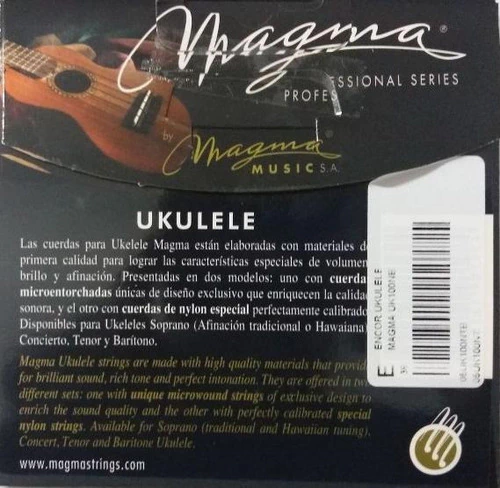 Magma®
PROFESSIONAL SERIES
by
Magma
MUSIC S.A.
UKULELE
Las cuerdas para Ukelele Magma están elaboradas con materiales de
primera calidad para lograr las características especiales de volumen
brillo y afinación. Presentadas en dos modelos: uno con cuerda
microentorchadas únicas de diseño exclusivo que enriquecen la calidad
sonora, y el otro con cuerdas de nylon especial perfectamente calibrado
Disponibles para Ukeleles Soprano (Afinación tradicional o Hawaiana)
Concierto, Tenor y Barítono.
Magma Ukulele strings are made with high quality materials that provide
for brilliant sound, rich tone and perfect intonation. They are offered in two
different sets: one with unique microwound strings of exclusive design to
enrich the sound quality and the other with perfectly calibrated special
nylon strings. Available for Soprano (traditional and Hawaiian tuning),
Concert, Tenor and Baritone Ukulele.
www.magmastrings.com
E
ENCOR UKULELE
MAGMA UK100NBE